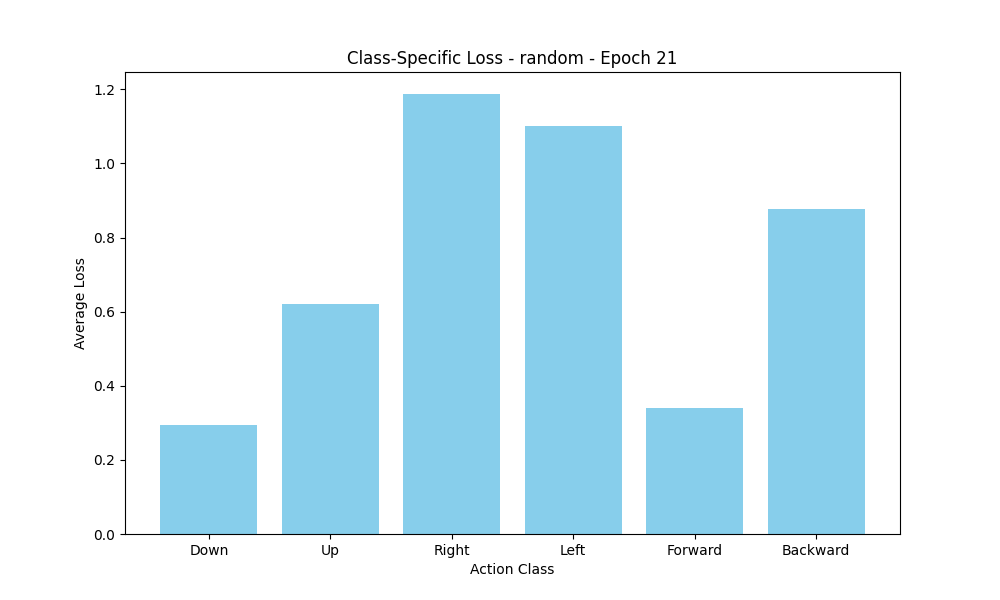 Class-Specific Loss - random - Epoch 21
Average Loss
1.2
1.0
0.8
0.6
0.4
0.2
0.0
Down Up Right Left Forward Backward
Action Class